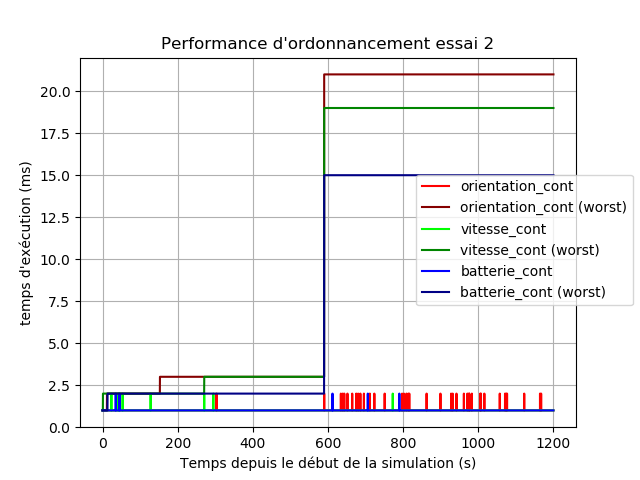 Performance d'ordonnancement essai 2
temps d'exécution (ms)
20.0
17.5
15.0
12.5
10.0
7.5
5.0
2.5
0.0
orientation_cont
orientation_cont (worst)
vitesse_cont
vitesse_cont (worst)
batterie_cont
batterie_cont (worst)
0 200 400 600 800 1000 1200
Temps depuis le début de la simulation (s)